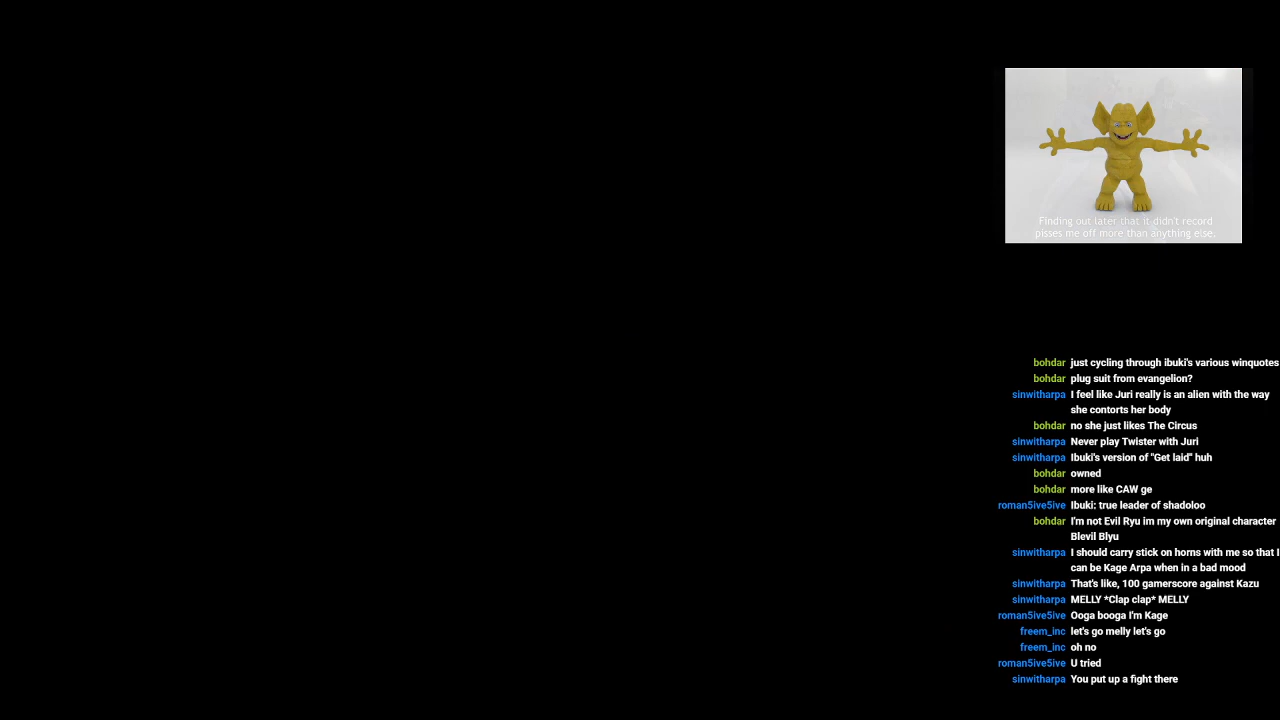 Finding out later that it didn't record
pisses me off more than anything else.
bohdar just cycling through ibuki's various winquotes
bohdar plug suit from evangelion?
sinwitharpa I feel like Juri really is an alien with the way
she contorts her body
bohdar no she just likes The Circus
sinwitharpa Never play Twister with Juri
sinwitharpa Ibuki's version of "Get laid" huh
bohdar owned
bohdar more like CAW ge
roman5ive5ive Ibuki: true leader of shadoloo
bohdar I'm not Evil Ryu im my own original character
Blevil Blyu
sinwitharpa I should carry stick on horns with me so that I
can be Kage Arpa when in a bad mood
sinwitharpa That's like, 100 gamerscore against Kazu
sinwitharpa MELLY *Clap clap* MELLY
roman5ive5ive Ooga booga I'm Kage
freem_inc let's go melly let's go
freem_inc oh no
roman5ive5ive U tried
sinwitharpa You put up a fight there